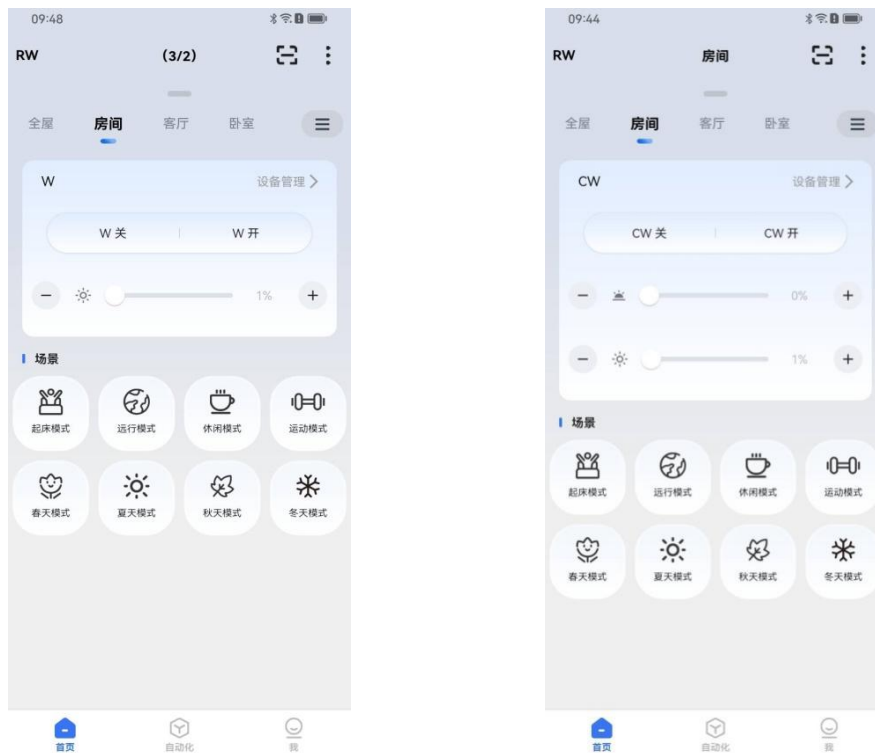 09:48
RW (3/2)
全屋 房间 客厅 卧室
W 设备管理
W 关 W 开
1%
场景
起床模式 远行模式 休闲模式 运动模式
春天模式 夏天模式 秋天模式 冬天模式
首页 自动化 我
09:44
RW 房间
全屋 房间 客厅 卧室
CW 设备管理
CW 关 CW 开
0%
1%
场景
起床模式 远行模式 休闲模式 运动模式
春天模式 夏天模式 秋天模式 冬天模式
首页 自动化 我